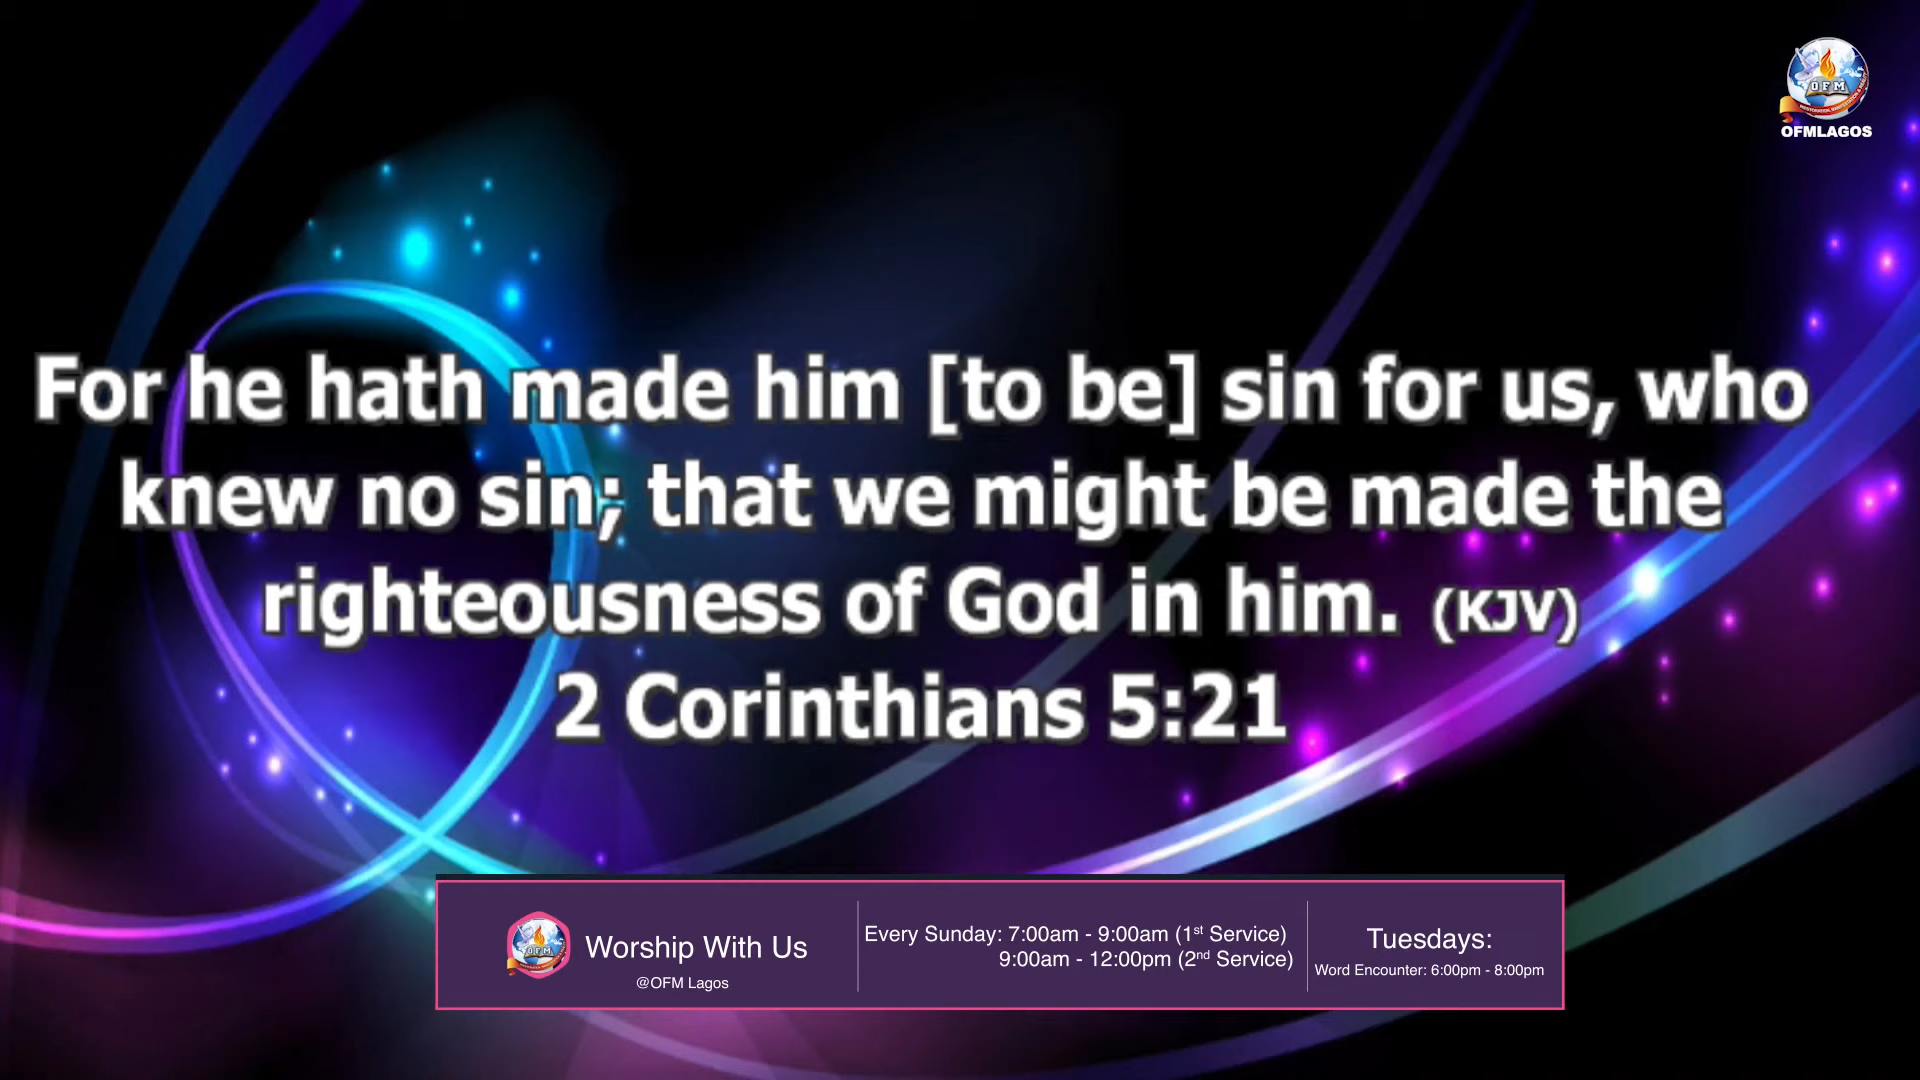 OFM
OFMLAGOS
For he hath made him [to be] sin for us, who
knew no sin; that we might be made the
righteousness of God in him. (KJV)
2 Corinthians 5:21
OFM
Worship With Us
@OFM Lagos
Every Sunday: 7:00am - 9:00am (1st Service)
9:00am - 12:00pm (2nd Service)
Tuesdays:
Word Encounter: 6:00pm - 8:00pm